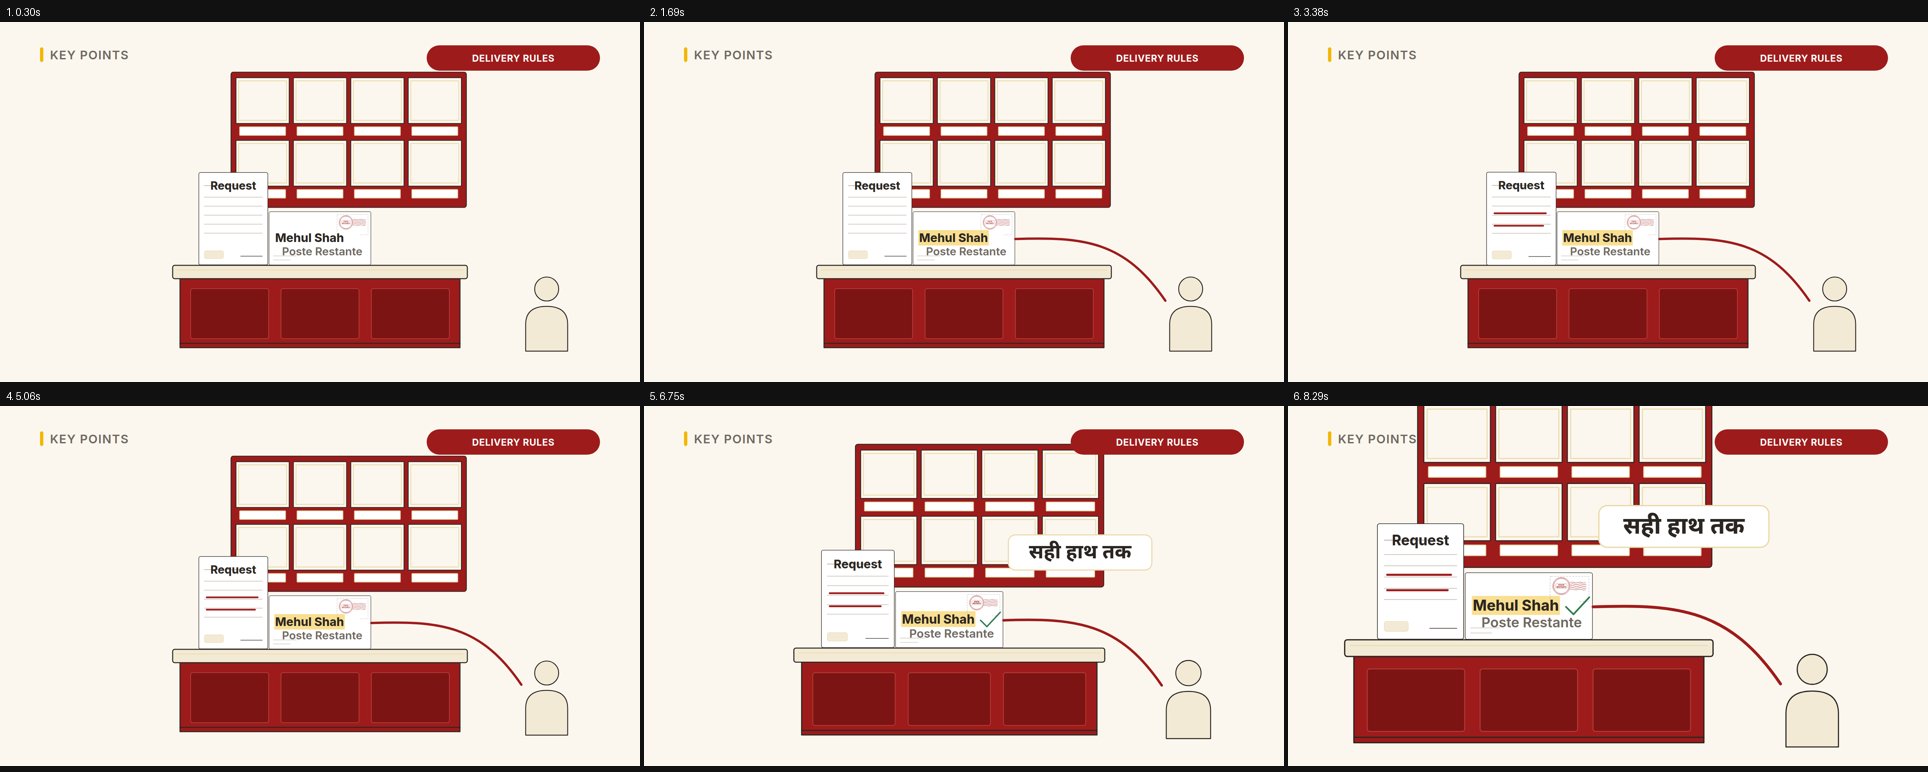 1. 0.30s
KEY POINTS
DELIVERY RULES
Request
Mehul Shah
Poste Restante
2. 1.69s
KEY POINTS
DELIVERY RULES
Request
Mehul Shah
Poste Restante
3. 3.38s
KEY POINTS
DELIVERY RULES
Request
Mehul Shah
Poste Restante
4. 5.06s
KEY POINTS
DELIVERY RULES
Request
Mehul Shah
Poste Restante
5. 6.75s
KEY POINTS
DELIVERY RULES
सही हाथ तक
Request
Mehul Shah
Poste Restante
6. 8.29s
KEY POINTS
DELIVERY RULES
सही हाथ तक
Request
Mehul Shah
Poste Restante